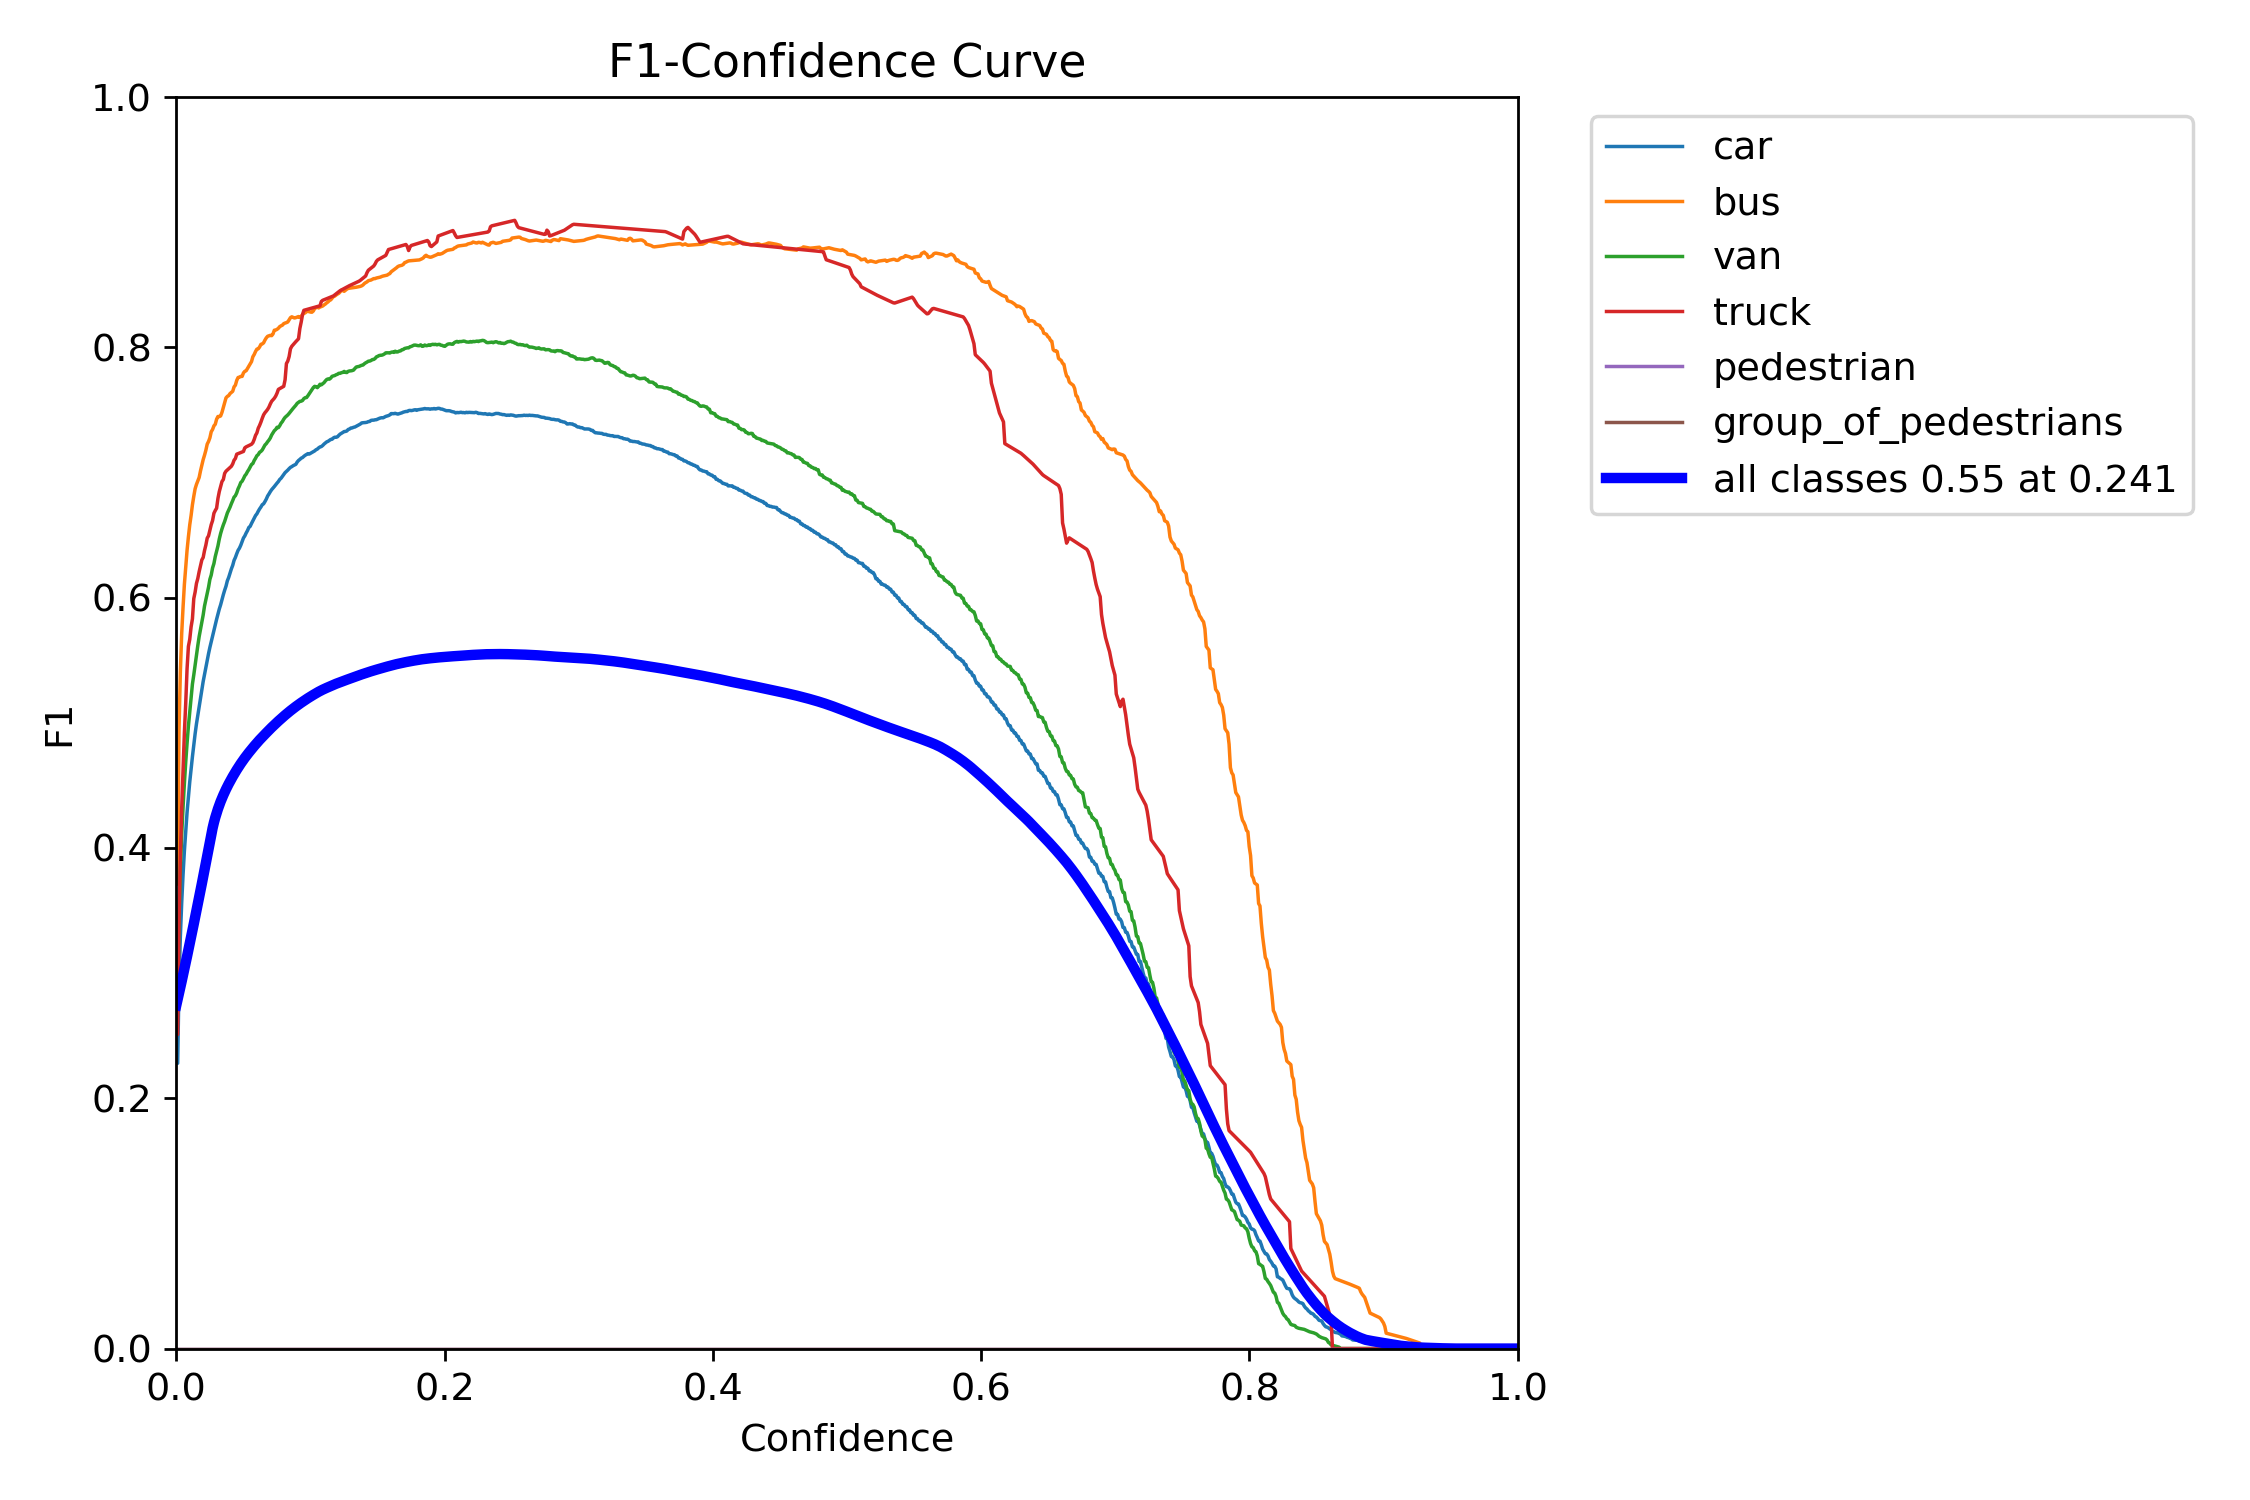 F1-Confidence Curve
1.0
0.8
0.6
0.4
0.2
0.0
F1
0.0 0.2 0.4 0.6 0.8 1.0
Confidence
car
bus
van
truck
pedestrian
group_of_pedestrians
all classes 0.55 at 0.241